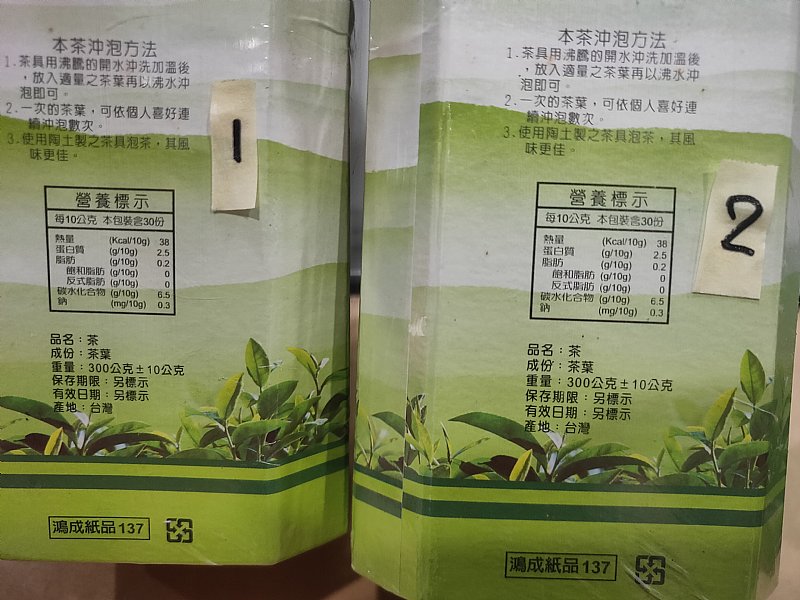 本茶沖泡方法
1.茶具用沸騰的開水沖洗加溫後
，放入適量之茶葉再以沸水沖
泡即可。
2.一次的茶葉，可依個人喜好連
續沖泡數次。
3.使用陶土製之茶具泡茶，其風
味更佳。
1
營養標示
每10公克 本包裝含30份
熱量 (Kcal/10g) 38
蛋白質 (g/10g) 2.5
脂肪 (g/10g) 0.2
飽和脂肪 (g/10g) 0
反式脂肪 (g/10g) 0
碳水化合物 (g/10g) 6.5
鈉 (mg/10g) 0.3
品名：茶
成份：茶葉
重量：300公克±10公克
保存期限：另標示
有效日期：另標示
產地：台灣
鴻成紙品137
本茶沖泡方法
1.茶具用沸騰的開水沖洗加溫後
，放入適量之茶葉再以沸水沖
泡即可。
2.一次的茶葉，可依個人喜好連
續沖泡數次。
3.使用陶土製之茶具泡茶，其風
味更佳。
2
營養標示
每10公克 本包裝含30份
熱量 (Kcal/10g) 38
蛋白質 (g/10g) 2.5
脂肪 (g/10g) 0.2
飽和脂肪 (g/10g) 0
反式脂肪 (g/10g) 0
碳水化合物 (g/10g) 6.5
鈉 (mg/10g) 0.3
品名：茶
成份：茶葉
重量：300公克±10公克
保存期限：另標示
有效日期：另標示
產地：台灣
鴻成紙品137